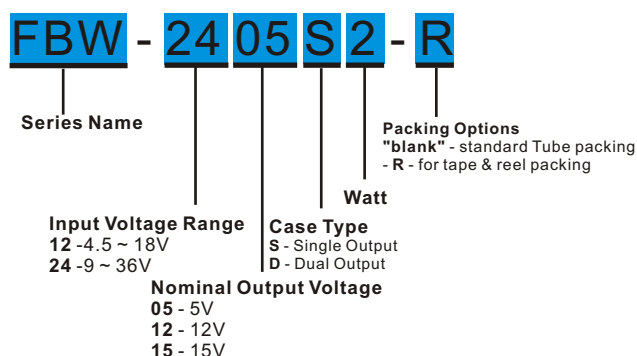 FBW - 24 05 S 2 - R
Series Name
Packing Options
"blank" - standard Tube packing
- R - for tape & reel packing
Watt
Input Voltage Range
12 -4.5 ~ 18V
24 -9 ~ 36V
Case Type
S - Single Output
D - Dual Output
Nominal Output Voltage
05 - 5V
12 - 12V
15 - 15V